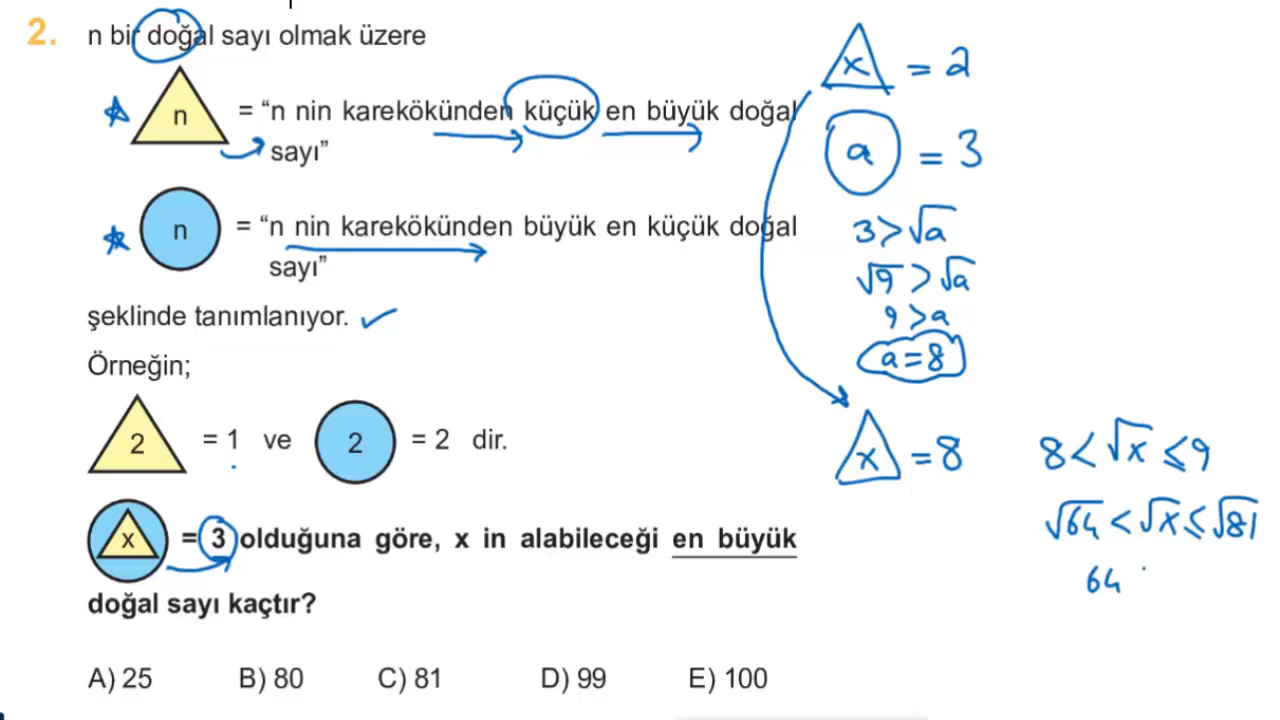 2. n bir doğal sayı olmak üzere
n = “n nin karekökünden küçük en büyük doğal
sayı”
n = “n nin karekökünden büyük en küçük doğal
sayı”
şeklinde tanımlanıyor.
Örneğin;
2 = 1 ve 2 = 2 dir.
x = 3 olduğuna göre, x in alabileceği en büyük
doğal sayı kaçtır?
A) 25 B) 80 C) 81 D) 99 E) 100
x = 2
a = 3
3 > √a
√9 > √a
9 > a
a = 8
x = 8
8 < √x ≤ 9
√64 < √x ≤ √81
64